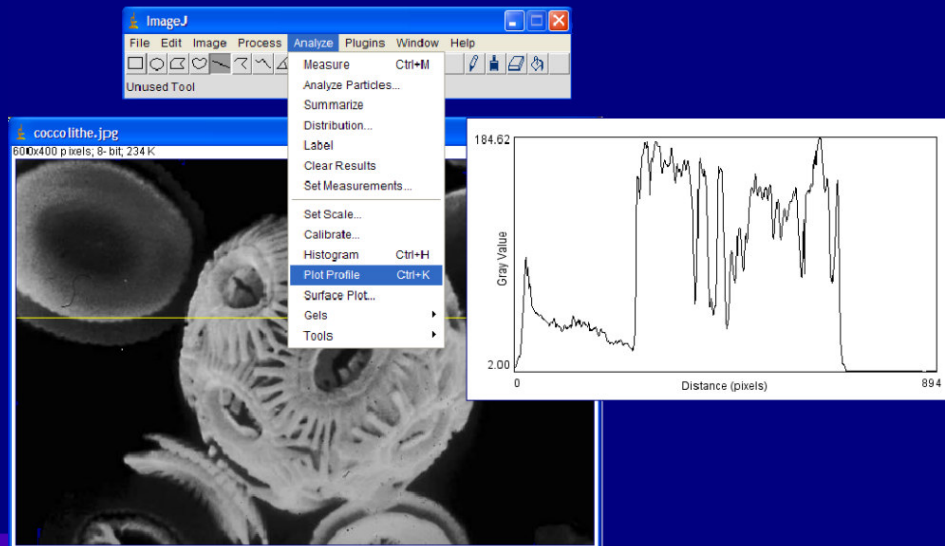 ImageJ
File Edit Image Process Analyze Plugins Window Help
Unused Tool
Measure Ctrl+M
Analyze Particles...
Summarize
Distribution...
Label
Clear Results
Set Measurements...
Set Scale...
Calibrate...
Histogram Ctrl+H
Plot Profile Ctrl+K
Surface Plot...
Gels
Tools
coccolithe.jpg
600x400 pixels; 8-bit; 234K
184.62
Gray Value
2.00
0 Distance (pixels) 894